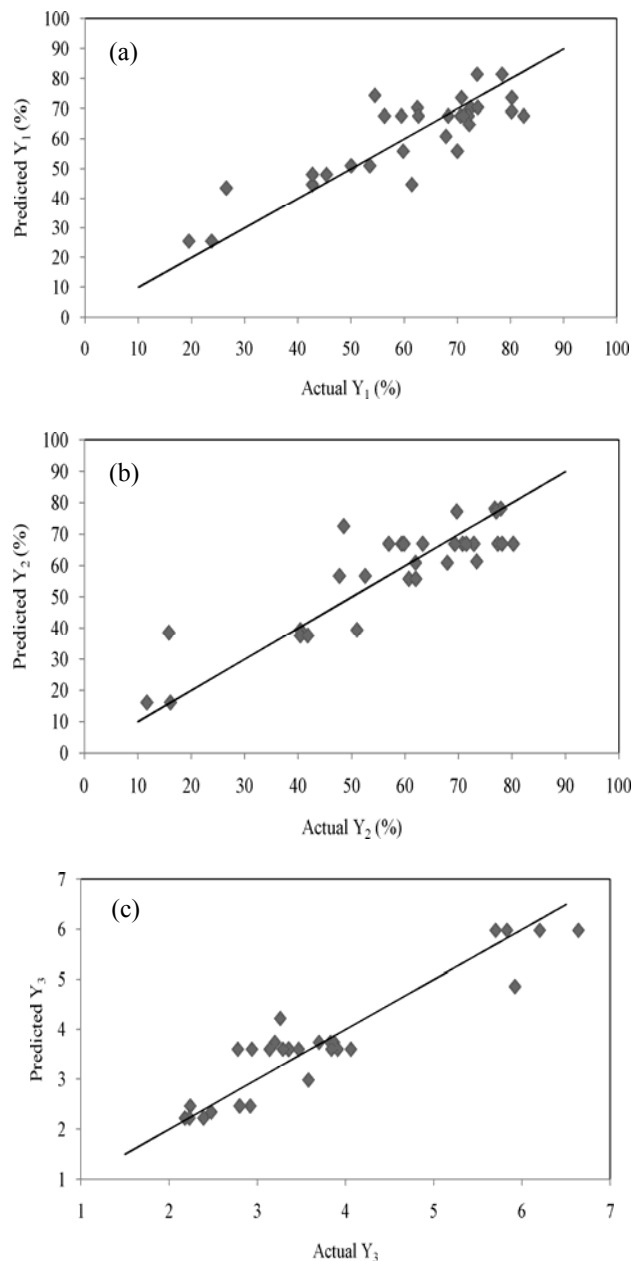 (a)
Predicted Y₁ (%)
100
90
80
70
60
50
40
30
20
10
0
0 10 20 30 40 50 60 70 80 90 100
Actual Y₁ (%)
(b)
Predicted Y₂ (%)
100
90
80
70
60
50
40
30
20
10
0
0 10 20 30 40 50 60 70 80 90 100
Actual Y₂ (%)
(c)
Predicted Y₃
7
6
5
4
3
2
1
1 2 3 4 5 6 7
Actual Y₃